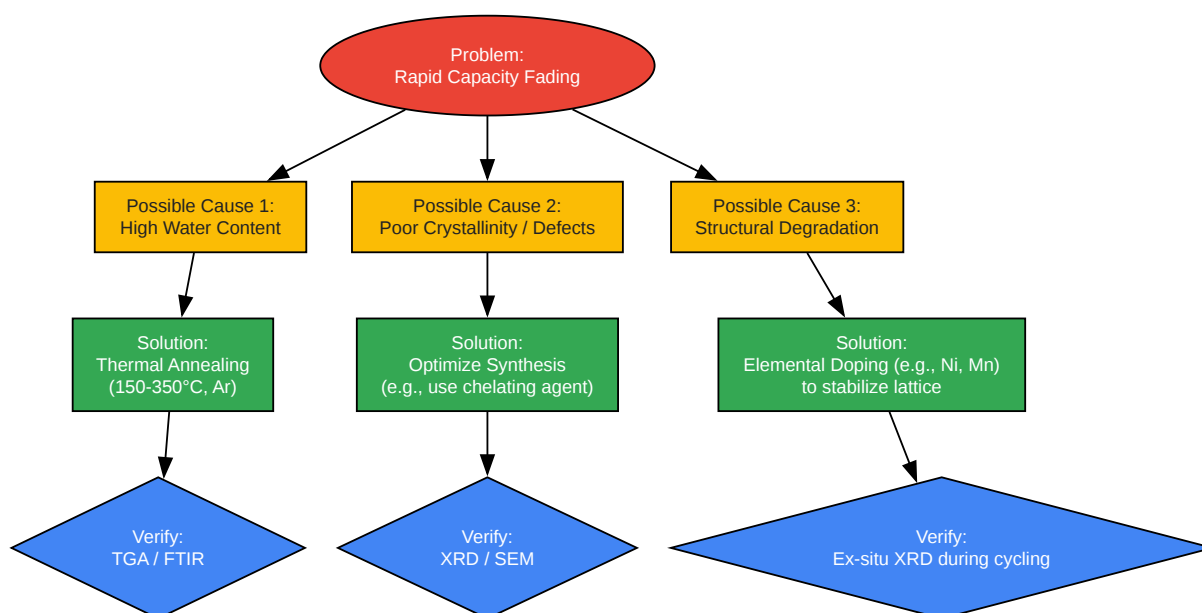 Problem:
Rapid Capacity Fading
Possible Cause 1:
High Water Content
Possible Cause 2:
Poor Crystallinity / Defects
Possible Cause 3:
Structural Degradation
Solution:
Thermal Annealing
(150-350°C, Ar)
Solution:
Optimize Synthesis
(e.g., use chelating agent)
Solution:
Elemental Doping (e.g., Ni, Mn)
to stabilize lattice
Verify:
TGA / FTIR
Verify:
XRD / SEM
Verify:
Ex-situ XRD during cycling